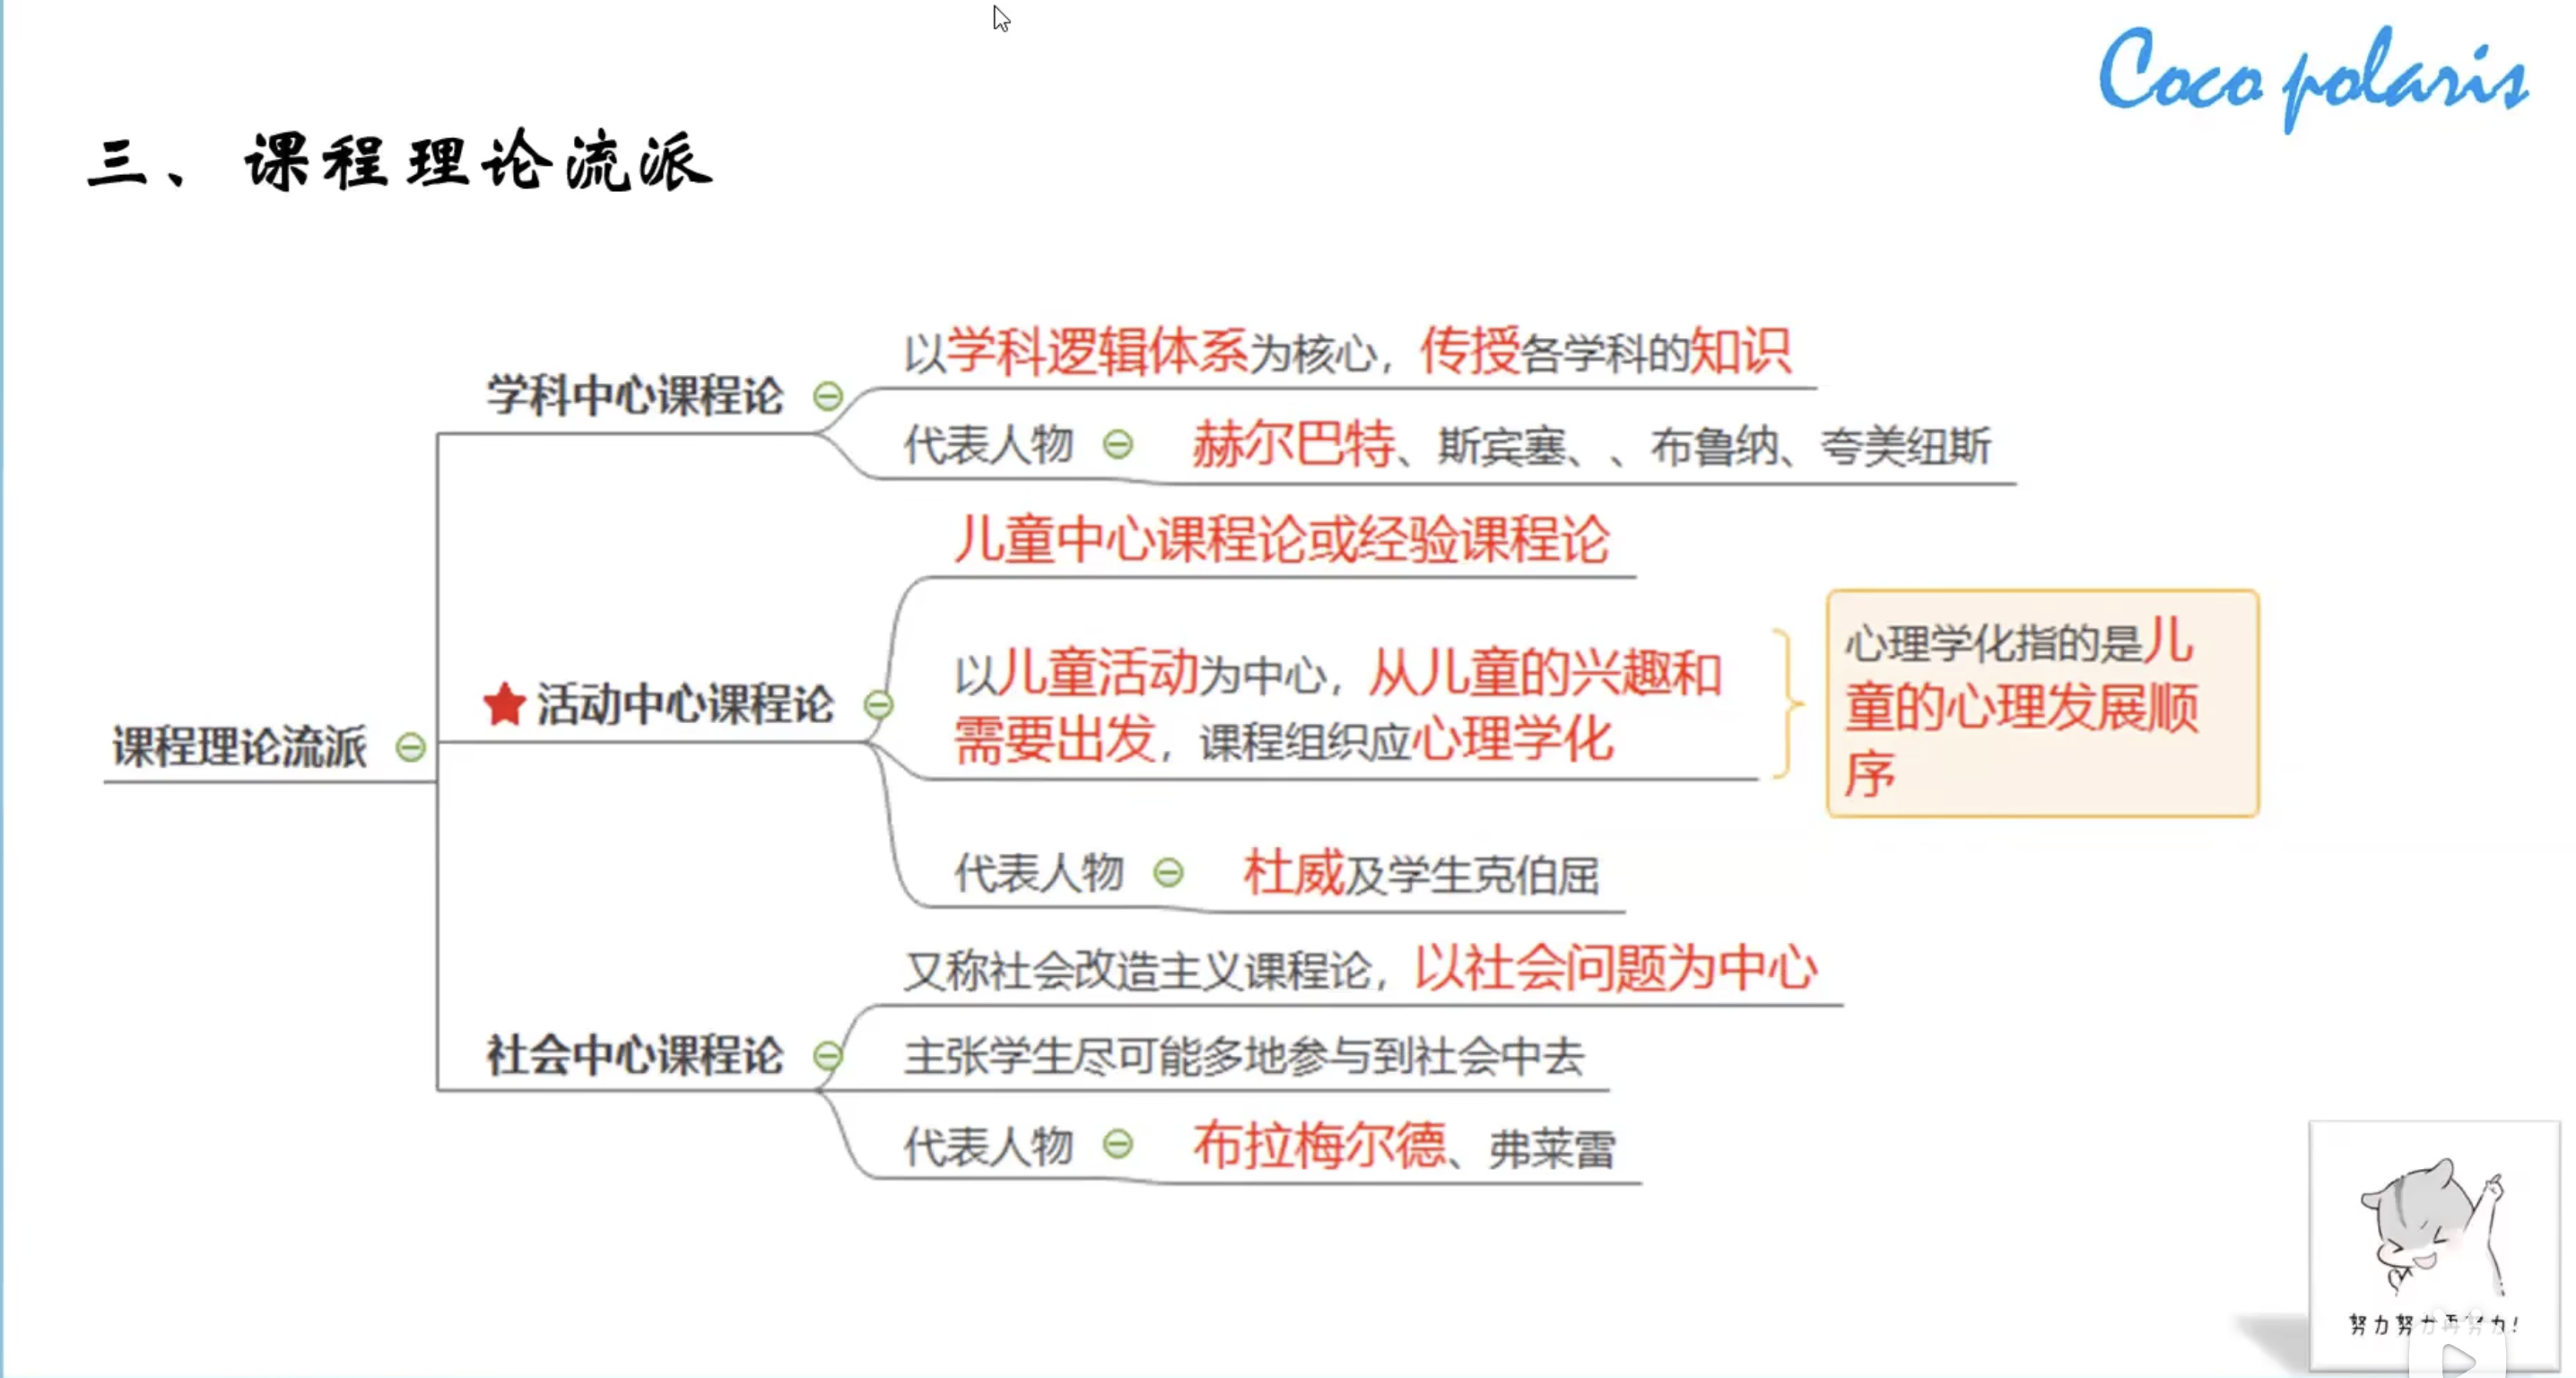 Coco polaris
三、课程理论流派
课程理论流派
学科中心课程论
以学科逻辑体系为核心，传授各学科的知识
代表人物
赫尔巴特、斯宾塞、、布鲁纳、夸美纽斯
活动中心课程论
儿童中心课程论或经验课程论
以儿童活动为中心，从儿童的兴趣和
需要出发，课程组织应心理学化
心理学化指的是儿
童的心理发展顺
序
代表人物
杜威及学生克伯屈
社会中心课程论
又称社会改造主义课程论，以社会问题为中心
主张学生尽可能多地参与到社会中去
代表人物
布拉梅尔德、弗莱雷
努力努力再努力!